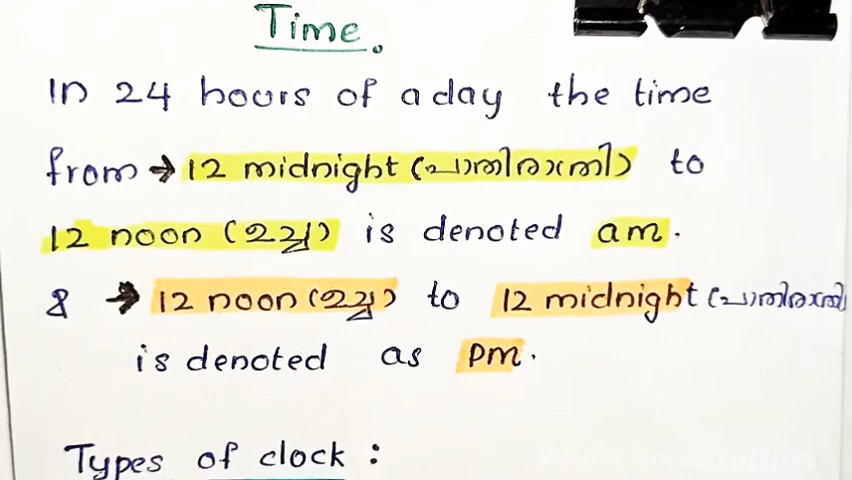 Time.
In 24 hours of a day the time
from → 12 midnight (പാതിരാത്രി) to
12 noon (ഉച്ച) is denoted am.
& → 12 noon (ഉച്ച) to 12 midnight (പാതിരാത്രി
is denoted as pm.
Types of clock :